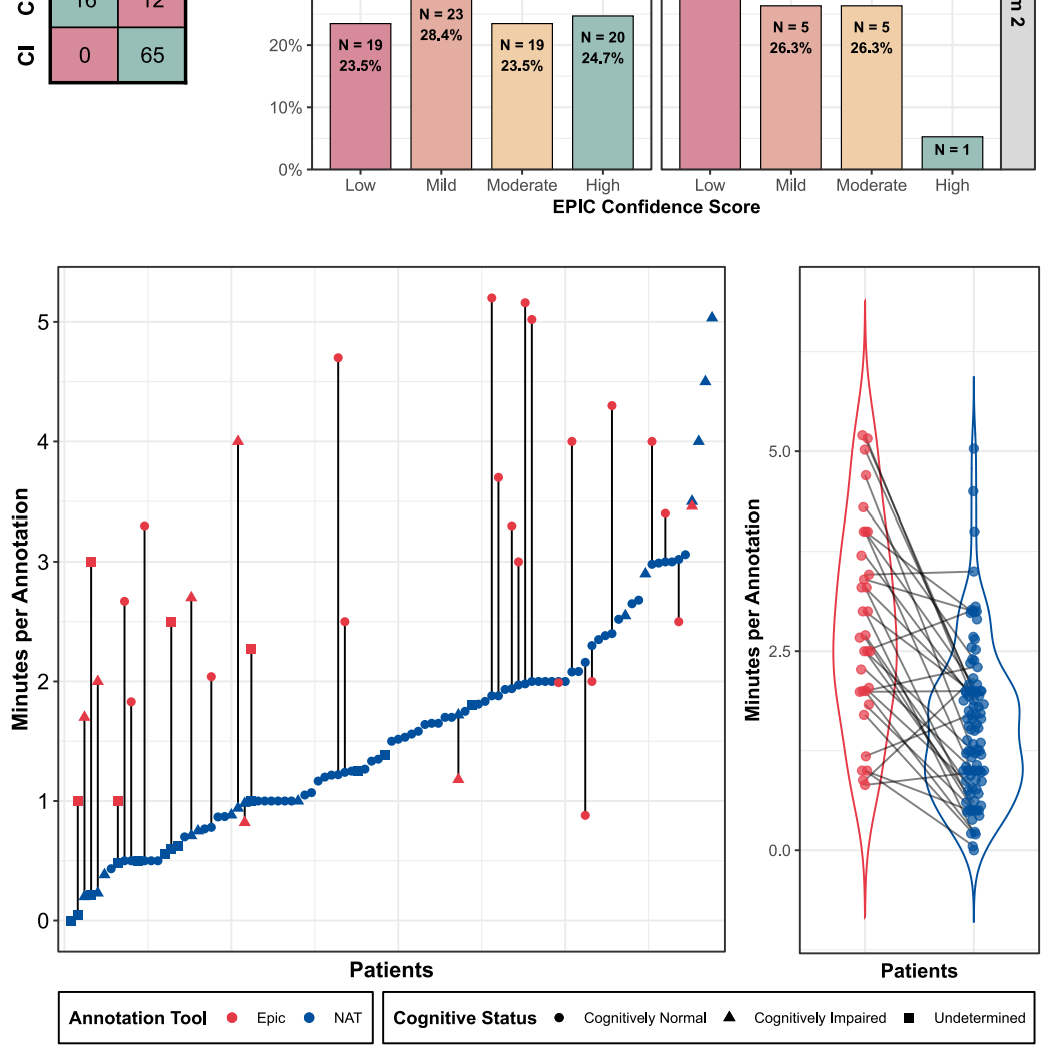 16 12
CI
0 65
20%
10%
0%
N = 19
23.5%
N = 23
28.4%
N = 19
23.5%
N = 20
24.7%
N = 5
26.3%
N = 5
26.3%
N = 1
Low Mild Moderate High
Low Mild Moderate High
EPIC Confidence Score
Minutes per Annotation
5
4
3
2
1
0
Patients
Minutes per Annotation
5.0
2.5
0.0
Patients
Annotation Tool Epic NAT
Cognitive Status Cognitively Normal Cognitively Impaired Undetermined